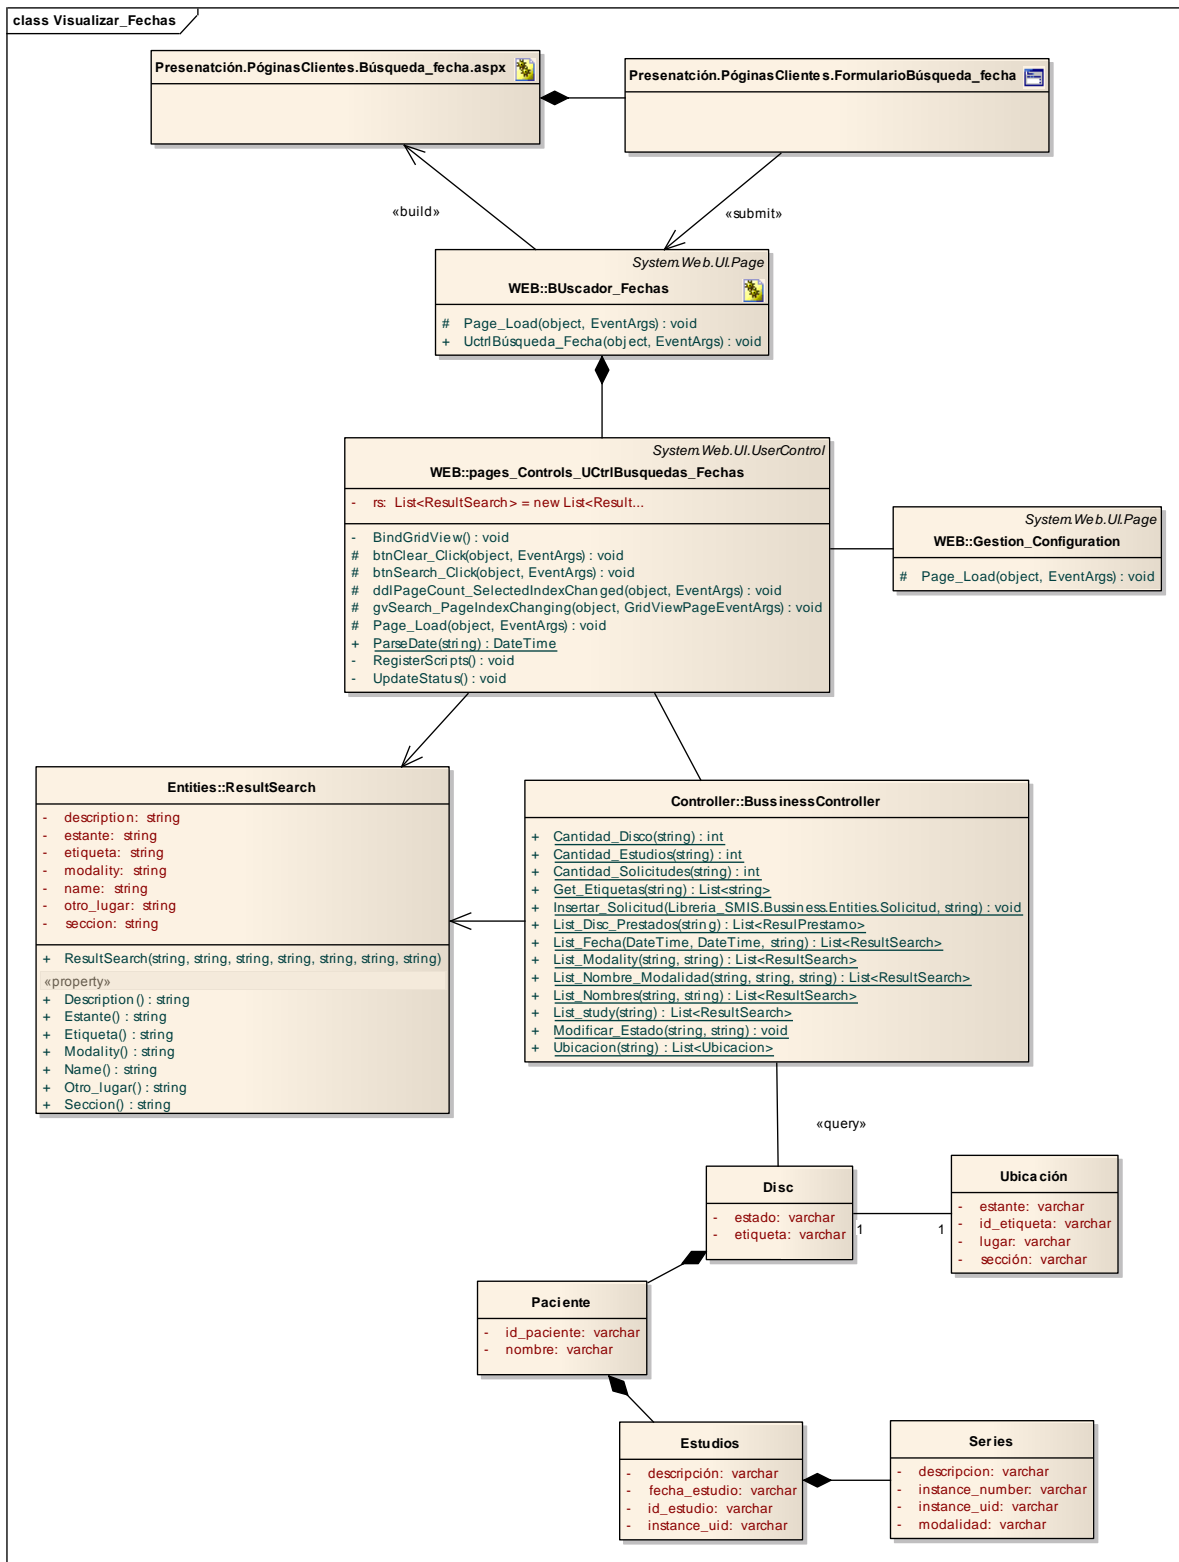 class Visualizar_Fechas
Presenatción.PóginasClientes.Búsqueda_fecha.aspx
Presenatción.PóginasClientes.FormularioBúsqueda_fecha
«build»
«submit»
System.Web.UI.Page
WEB::BUscador_Fechas
# Page_Load(object, EventArgs) : void
+ UctrlBúsqueda_Fecha(object, EventArgs) : void
System.Web.UI.UserControl
WEB::pages_Controls_UCtrlBusquedas_Fechas
- rs: List<ResultSearch> = new List<Result...
- BindGridView() : void
# btnClear_Click(object, EventArgs) : void
# btnSearch_Click(object, EventArgs) : void
# ddlPageCount_SelectedIndexChanged(object, EventArgs) : void
# gvSearch_PageIndexChanging(object, GridViewPageEventArgs) : void
# Page_Load(object, EventArgs) : void
+ ParseDate(string) : DateTime
- RegisterScripts() : void
- UpdateStatus() : void
System.Web.UI.Page
WEB::Gestion_Configuration
# Page_Load(object, EventArgs) : void
Entities::ResultSearch
- description: string
- estante: string
- etiqueta: string
- modality: string
- name: string
- otro_lugar: string
- seccion: string
+ ResultSearch(string, string, string, string, string, string, string)
«property»
+ Description() : string
+ Estante() : string
+ Etiqueta() : string
+ Modality() : string
+ Name() : string
+ Otro_lugar() : string
+ Seccion() : string
Controller::BussinessController
+ Cantidad_Disco(string) : int
+ Cantidad_Estudios(string) : int
+ Cantidad_Solicitudes(string) : int
+ Get_Etiquetas(string) : List<string>
+ Insertar_Solicitud(Libreria_SMIS.Bussiness.Entities.Solicitud, string) : void
+ List_Disc_Prestados(string) : List<ResulPrestamo>
+ List_Fecha(DateTime, DateTime, string) : List<ResultSearch>
+ List_Modality(string, string) : List<ResultSearch>
+ List_Nombre_Modalidad(string, string, string) : List<ResultSearch>
+ List_Nombres(string, string) : List<ResultSearch>
+ List_study(string) : List<ResultSearch>
+ Modificar_Estado(string, string) : void
+ Ubicacion(string) : List<Ubicacion>
«query»
Disc
- estado: varchar
- etiqueta: varchar
1
1
Ubicación
- estante: varchar
- id_etiqueta: varchar
- lugar: varchar
- sección: varchar
Paciente
- id_paciente: varchar
- nombre: varchar
Estudios
- descripción: varchar
- fecha_estudio: varchar
- id_estudio: varchar
- instance_uid: varchar
Series
- descripcion: varchar
- instance_number: varchar
- instance_uid: varchar
- modalidad: varchar